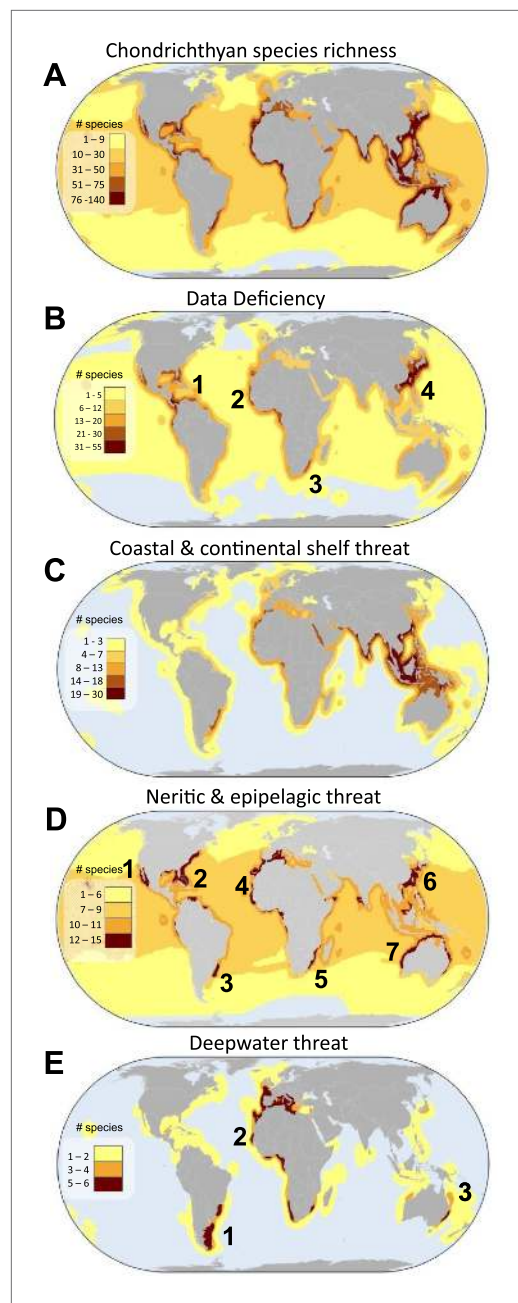 Chondrichthyan species richness
A
# species
1 – 9
10 – 30
31 – 50
51 – 75
76 -140
Data Deficiency
B
# species
1 - 5
6 – 12
13 – 20
21 - 30
31 – 55
1
2
3
4
Coastal & continental shelf threat
C
# species
1 - 3
4 – 7
8 – 13
14 – 18
19 – 30
Neritic & epipelagic threat
D
# species
1 – 6
7 – 9
10 – 11
12 – 15
1
2
3
4
5
6
7
Deepwater threat
E
# species
1 – 2
3 – 4
5 – 6
1
2
3